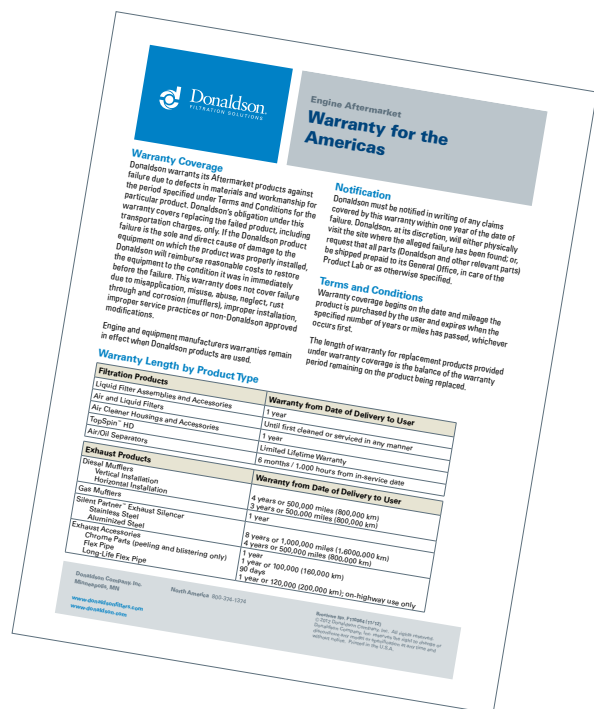 Donaldson.
FILTRATION SOLUTIONS
Engine Aftermarket
Warranty for the
Americas
Warranty Coverage
Donaldson warrants its Aftermarket products against
failure due to defects in materials and workmanship for
the period specified under Terms and Conditions for the
particular product. Donaldson's obligation under this
warranty covers replacing the failed product, including
transportation charges, only. If the Donaldson product
failure is the sole and direct cause of damage to the
equipment on which the product was properly installed,
Donaldson will reimburse reasonable costs to restore
the equipment to the condition it was in immediately
before the failure. This warranty does not cover failure
due to misapplication, misuse, abuse, neglect, rust
through and corrosion (mufflers), improper installation,
improper service practices or non-Donaldson approved
modifications.
Engine and equipment manufacturers warranties remain
in effect when Donaldson products are used.
Notification
Donaldson must be notified in writing of any claims
covered by this warranty within one year of the date of
failure. Donaldson, at its discretion, will either physically
visit the site where the alleged failure has been found; or,
request that all parts (Donaldson and other relevant parts)
be shipped prepaid to its General Office, in care of the
Product Lab or as otherwise specified.
Terms and Conditions
Warranty coverage begins on the date and mileage the
product is purchased by the user and expires when the
specified number of years or miles has passed, whichever
occurs first.
The length of warranty for replacement products provided
under warranty coverage is the balance of the warranty
period remaining on the product being replaced.
Warranty Length by Product Type
Filtration Products Warranty from Date of Delivery to User
Liquid Filter Assemblies and Accessories 1 year
Air and Liquid Filters Until first cleaned or serviced in any manner
Air Cleaner Housings and Accessories 1 year
TopSpin™ HD Limited Lifetime Warranty
Air/Oil Separators 6 months / 1,000 hours from in-service date
Exhaust Products Warranty from Date of Delivery to User
Diesel Mufflers
Vertical Installation 4 years or 500,000 miles (800,000 km)
Horizontal Installation 3 years or 500,000 miles (800,000 km)
Gas Mufflers 1 year
Silent Partner™ Exhaust Silencer
Stainless Steel 8 years or 1,000,000 miles (1,6000,000 km)
Aluminized Steel 4 years or 500,000 miles (800,000 km)
Exhaust Accessories 1 year
Chrome Parts (peeling and blistering only) 1 year or 100,000 (160,000 km)
Flex Pipe 90 days
Long-Life Flex Pipe 1 year or 120,000 (200,000 km); on-highway use only
Donaldson Company, Inc.
Minneapolis, MN
North America
www.donaldson.com